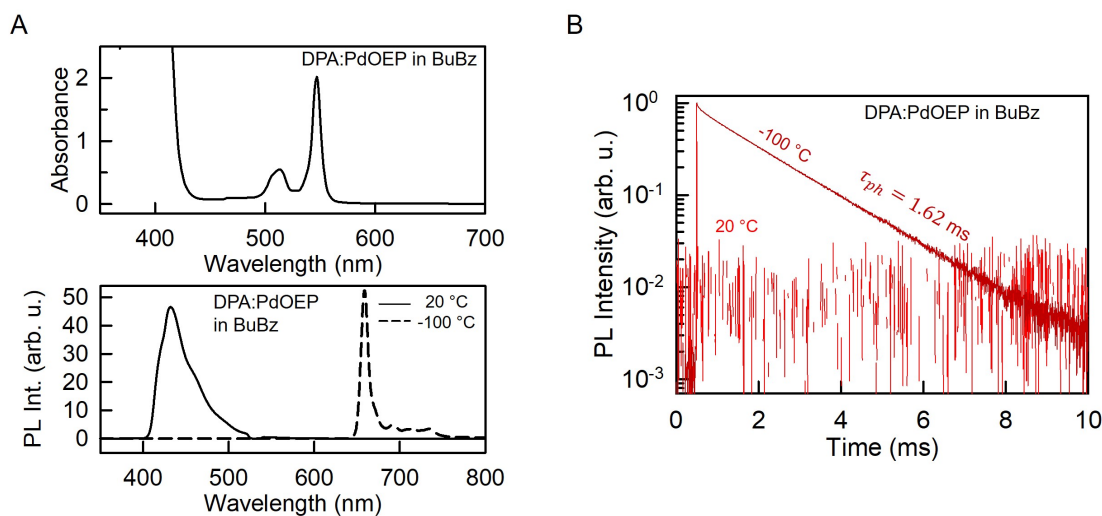 A
DPA:PdOEP in BuBz
Absorbance
2
1
0
400 500 600 700
Wavelength (nm)
DPA:PdOEP
in BuBz
20 °C
-100 °C
PL Int. (arb. u.)
50
40
30
20
10
0
400 500 600 700 800
Wavelength (nm)
B
DPA:PdOEP in BuBz
-100 °C
τph = 1.62 ms
20 °C
PL Intensity (arb. u.)
10⁰
10⁻¹
10⁻²
10⁻³
0 2 4 6 8 10
Time (ms)